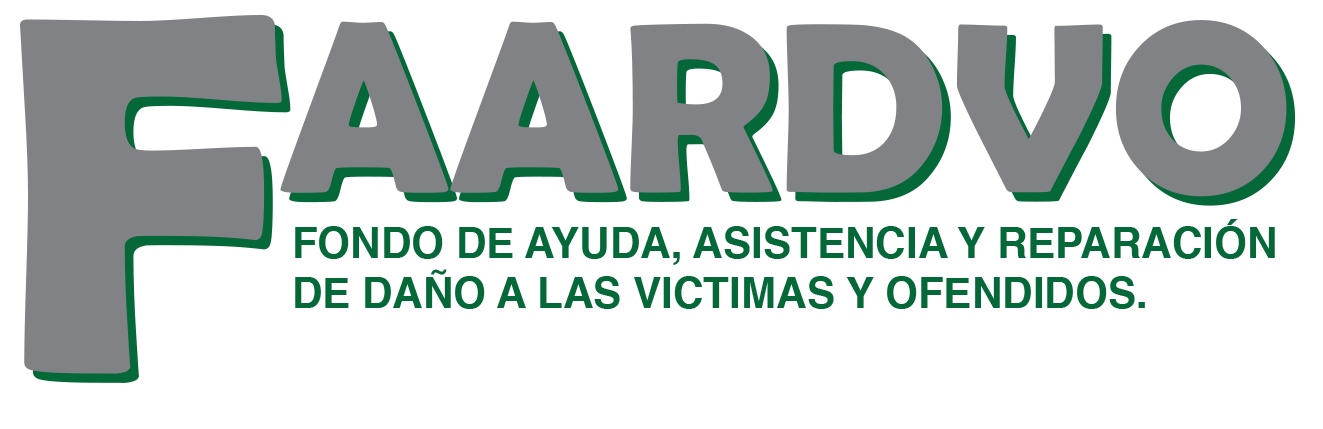 FAARDVO
FONDO DE AYUDA, ASISTENCIA Y REPARACIÓN
DE DAÑO A LAS VICTIMAS Y OFENDIDOS.